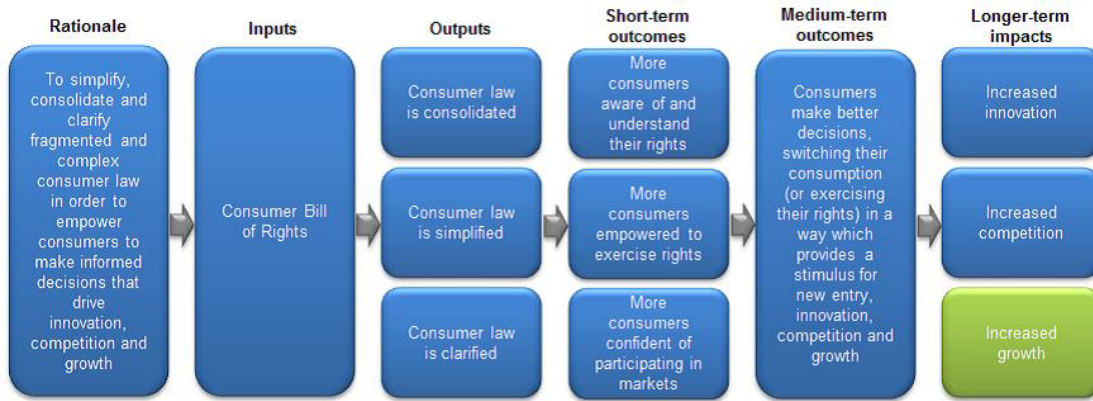 Rationale
To simplify,
consolidate and
clarify
fragmented and
complex
consumer law
in order to
empower
consumers to
make informed
decisions that
drive
innovation,
competition and
growth
Inputs
Consumer Bill
of Rights
Outputs
Consumer law
is consolidated
Consumer law
is simplified
Consumer law
is clarified
Short-term
outcomes
More
consumers
aware of and
understand
their rights
More
consumers
empowered to
exercise rights
More
consumers
confident of
participating in
markets
Medium-term
outcomes
Consumers
make better
decisions,
switching their
consumption
(or exercising
their rights) in a
way which
provides a
stimulus for
new entry,
innovation,
competition and
growth
Longer-term
impacts
Increased
innovation
Increased
competition
Increased
growth